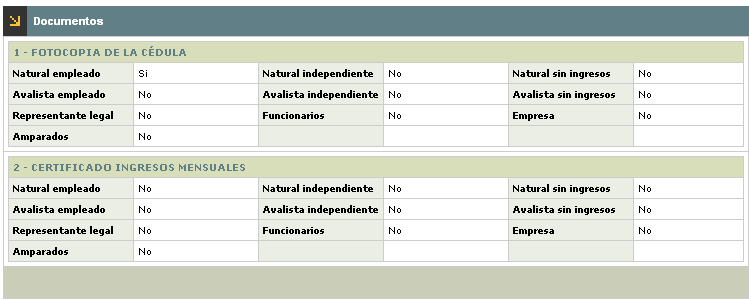 Documentos
1 - FOTOCOPIA DE LA CÉDULA
Natural empleado Si Natural independiente No Natural sin ingresos No
Avalista empleado No Avalista independiente No Avalista sin ingresos No
Representante legal No Funcionarios No Empresa No
Amparados No
2 - CERTIFICADO INGRESOS MENSUALES
Natural empleado No Natural independiente No Natural sin ingresos No
Avalista empleado No Avalista independiente No Avalista sin ingresos No
Representante legal No Funcionarios No Empresa No
Amparados No